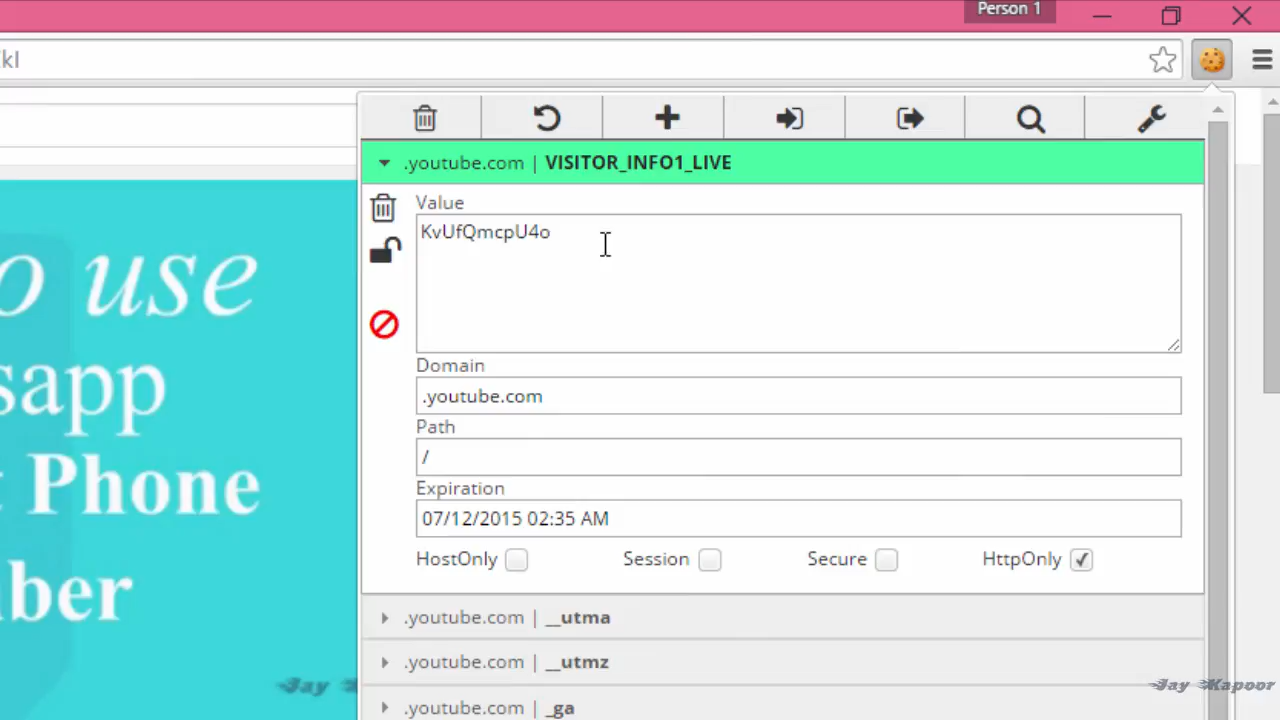 Person 1
kl
.youtube.com | VISITOR_INFO1_LIVE
Value
KvUfQmcpU4o
Domain
.youtube.com
Path
/
Expiration
07/12/2015 02:35 AM
HostOnly
Session
Secure
HttpOnly
.youtube.com | __utma
.youtube.com | __utmz
.youtube.com | _ga
o use
sapp
t Phone
ber
Jay
Jay Kapoor